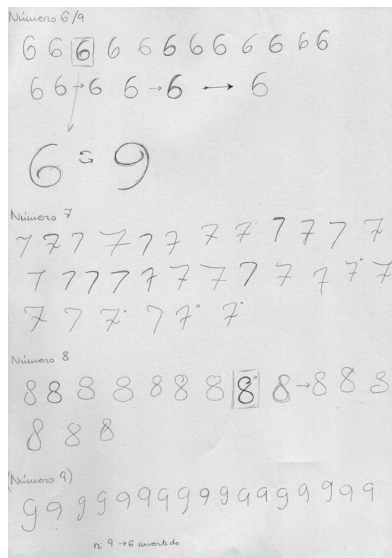 Número 6/9
6 6 6 6 6 6 6 6 6 6 6 6
6 6 → 6 6 → 6 → 6
6 = 9
Número 7
7 7 7 7 7 7 7 7 7 7 7 7
7 7 7 7 7 7 7 7 7 7 7 7
7 7 7 7 7 7
Número 8
8 8 8 8 8 8 8 8 8 → 8 8 8
8 8 8
(Número 9)
9 9 9 9 9 9 9 9 9 9 9 9 9 9 9 9 9 9
nº 9 → 6 invertido